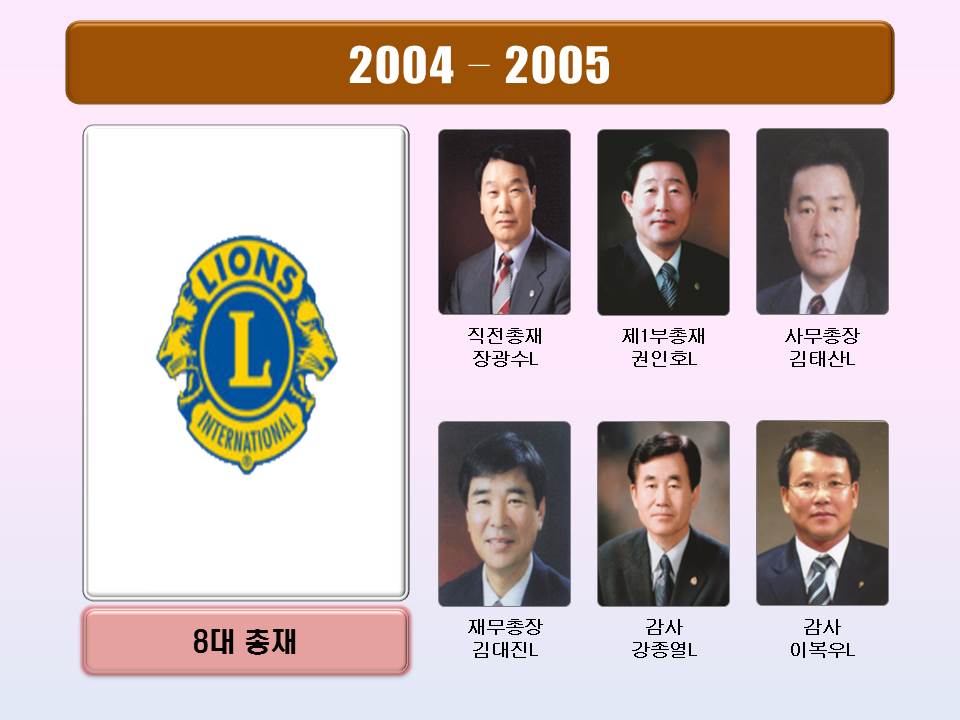 2004 – 2005
LIONS
L
INTERNATIONAL
8대 총재
직전총재
장광수L
제1부총재
권인호L
사무총장
김태산L
재무총장
김대진L
감사
강종열L
감사
이복우L